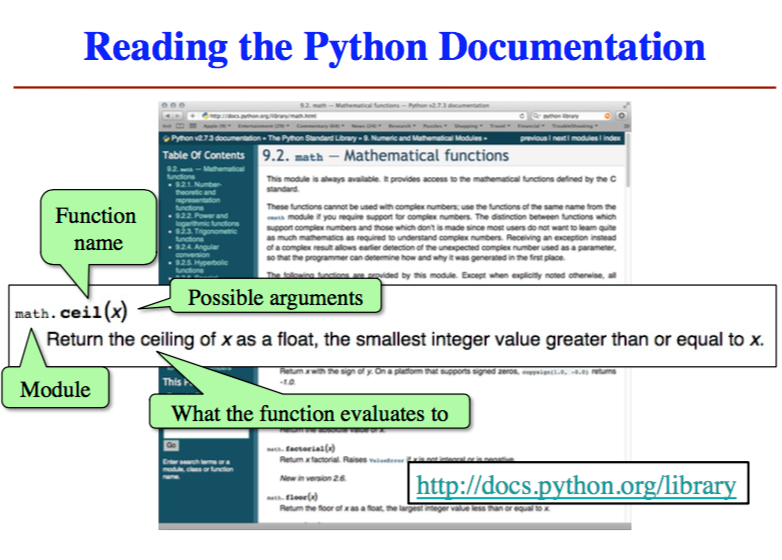 Reading the Python Documentation
9.2. math — Mathematical functions — Python v2.7.3 documentation
http://docs.python.org/library/math.html
python library
Python v2.7.3 documentation » The Python Standard Library » 9. Numeric and Mathematical Modules »
previous | next | modules | index
Table Of Contents
9.2. math — Mathematical
functions
9.2.1. Number-
theoretic and
representation
functions
9.2.2. Power and
logarithmic functions
9.2.3. Trigonometric
functions
9.2.4. Angular
conversion
9.2.5. Hyperbolic
functions
9.2. math — Mathematical functions
This module is always available. It provides access to the mathematical functions defined by the C
standard.
These functions cannot be used with complex numbers; use the functions of the same name from the
cmath module if you require support for complex numbers. The distinction between functions which
support complex numbers and those which don't is made since most users do not want to learn quite
as much mathematics as required to understand complex numbers. Receiving an exception instead
of a complex result allows earlier detection of the unexpected complex number used as a parameter,
so that the programmer can determine how and why it was generated in the first place.
The following functions are provided by this module. Except when explicitly noted otherwise, all
Function
name
Possible arguments
math.ceil(x)
Return the ceiling of x as a float, the smallest integer value greater than or equal to x.
Module
What the function evaluates to
Return x with the sign of y. On a platform that supports signed zeros, copysign(1.0, -0.0) returns
-1.0.
This P
Return the absolute value of x.
Go
Enter search terms or a
module, class or function
name.
math.factorial(x)
Return x factorial. Raises ValueError if x is not integral or is negative.
New in version 2.6.
math.floor(x)
Return the floor of x as a float, the largest integer value less than or equal to x.
http://docs.python.org/library